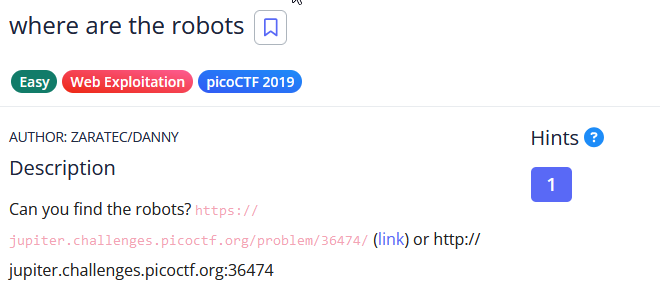 where are the robots
Easy Web Exploitation picoCTF 2019
AUTHOR: ZARATEC/DANNY
Hints ?
Description
1
Can you find the robots? https://
jupiter.challenges.picoctf.org/problem/36474/ (link) or http://
jupiter.challenges.picoctf.org:36474